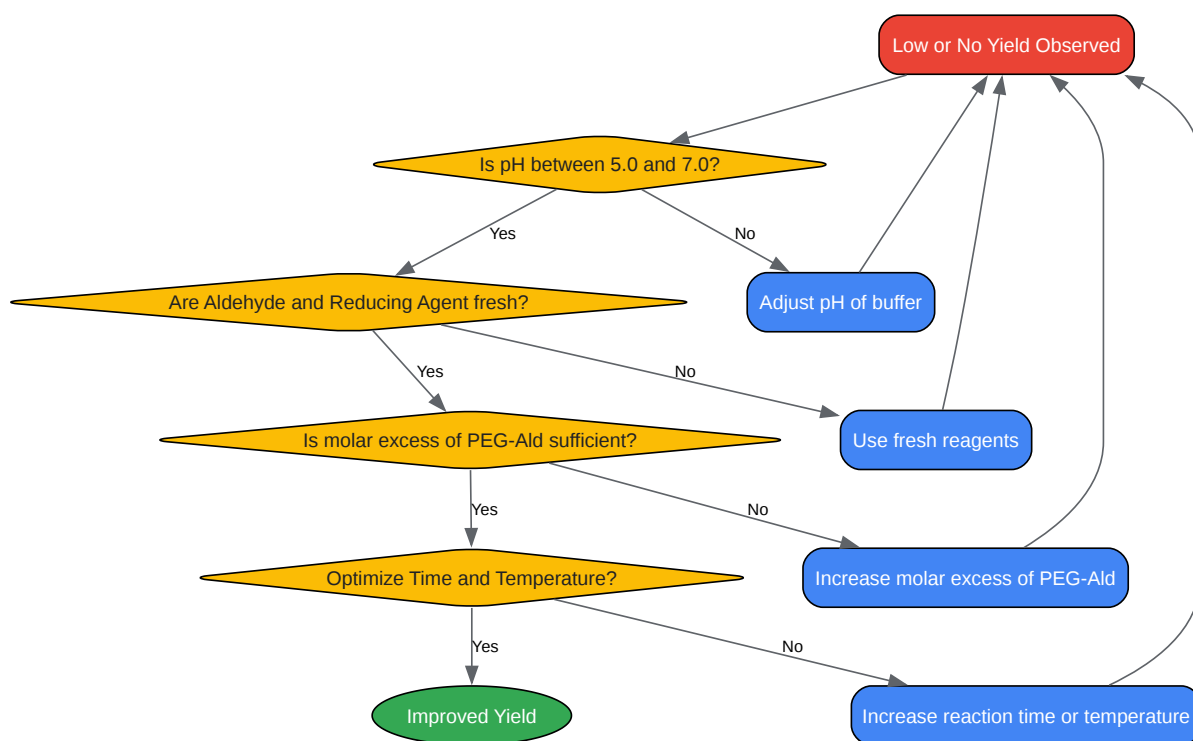 Low or No Yield Observed
Is pH between 5.0 and 7.0?
Yes
No
Are Aldehyde and Reducing Agent fresh?
Adjust pH of buffer
Yes
No
Is molar excess of PEG-Ald sufficient?
Use fresh reagents
Yes
No
Optimize Time and Temperature?
Increase molar excess of PEG-Ald
Yes
No
Improved Yield
Increase reaction time or temperature